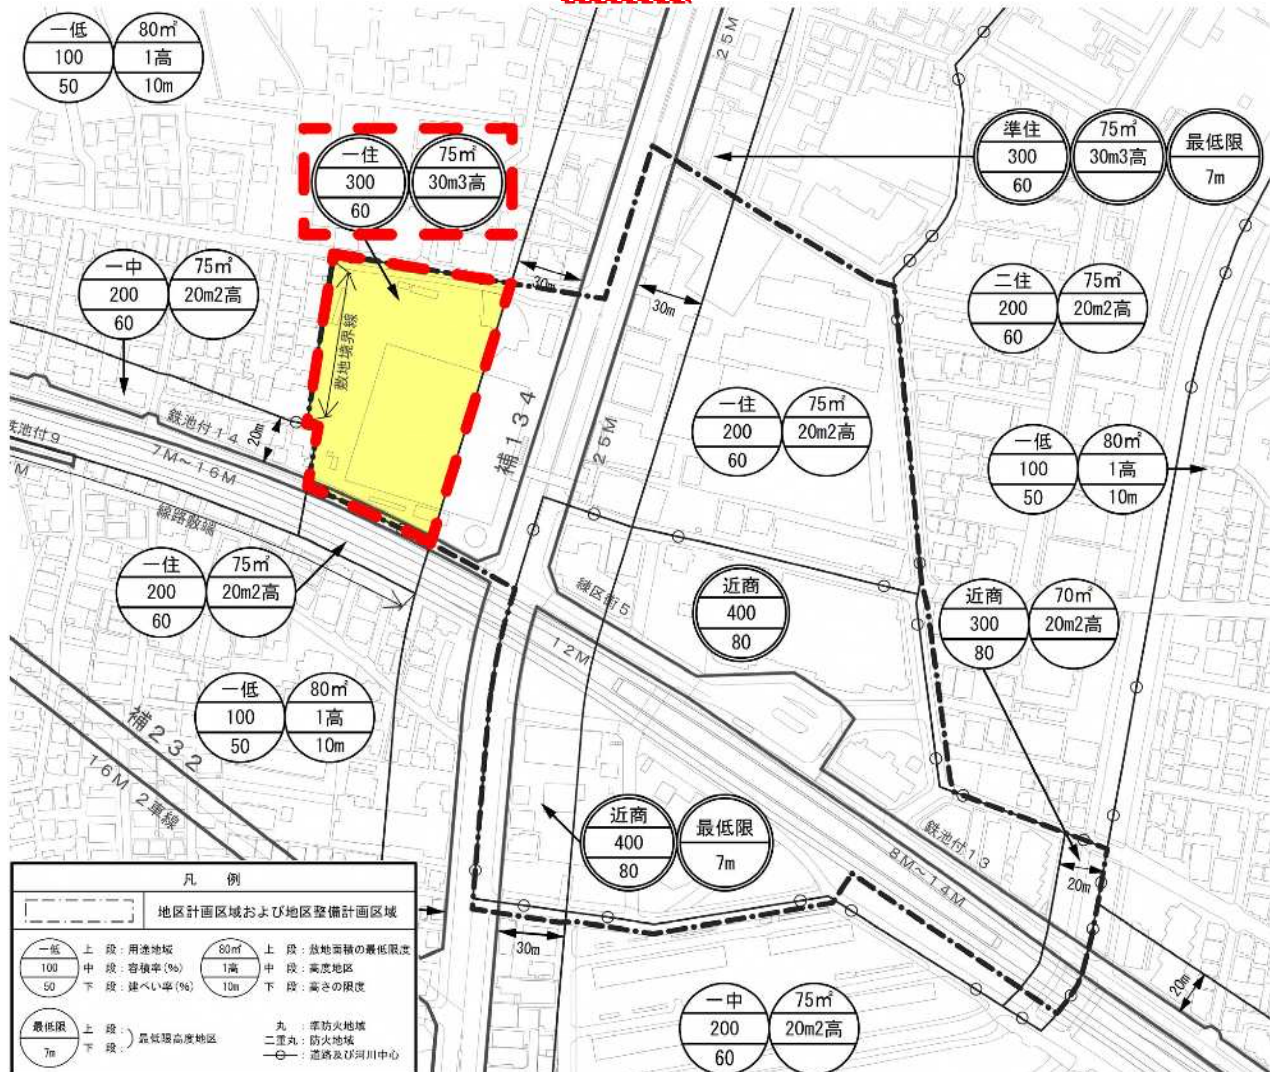 一低
100
50
80㎡
1高
10m
25M
一住
300
60
75㎡
30m3高
準住
300
60
75㎡
30m3高
最低限
7m
一中
200
60
75㎡
20m2高
30m
30m
二住
200
60
75㎡
20m2高
敷地境界線
補134
25M
一住
200
60
75㎡
20m2高
鉄池付14
20m
鉄池付9
7M～16M
線路敷端
一低
100
50
80㎡
1高
10m
一住
200
60
75㎡
20m2高
練区街5
近商
400
80
近商
300
80
70㎡
20m2高
12M
一低
100
50
80㎡
1高
10m
補232
16M 2車線
近商
400
80
最低限
7m
鉄池付13
8M～14M
20m
30m
20m
一中
200
60
75㎡
20m2高
凡 例
地区計画区域および地区整備計画区域
一低
100
50
上 段：用途地域
中 段：容積率(%)
下 段：建ぺい率(%)
80㎡
1高
10m
上 段：敷地面積の最低限度
中 段：高度地区
下 段：高さの限度
最低限
7m
上 段：
下 段：
最低限高度地区
丸 ：準防火地域
二重丸：防火地域
：道路及び河川中心